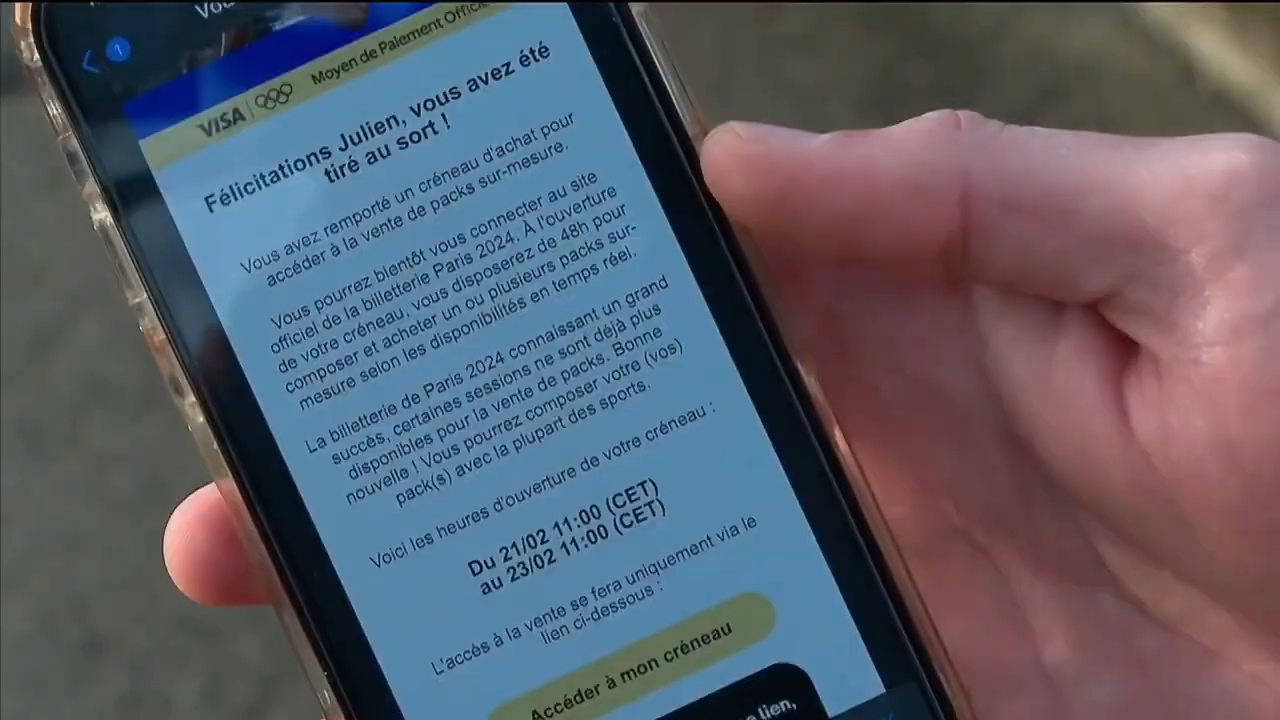 Vou
1
VISA
Moyen de Paiement Offici
Félicitations Julien, vous avez été
tiré au sort !
Vous avez remporté un créneau d'achat pour
accéder à la vente de packs sur-mesure.
Vous pourrez bientôt vous connecter au site
officiel de la billetterie Paris 2024. À l'ouverture
de votre créneau, vous disposerez de 48h pour
composer et acheter un ou plusieurs packs sur-
mesure selon les disponibilités en temps réel.
La billetterie de Paris 2024 connaissant un grand
succès, certaines sessions ne sont déjà plus
disponibles pour la vente de packs. Bonne
nouvelle ! Vous pourrez composer votre (vos)
pack(s) avec la plupart des sports.
Voici les heures d'ouverture de votre créneau :
Du 21/02 11:00 (CET)
au 23/02 11:00 (CET)
L'accès à la vente se fera uniquement via le
lien ci-dessous :
Accéder à mon créneau
e lien,